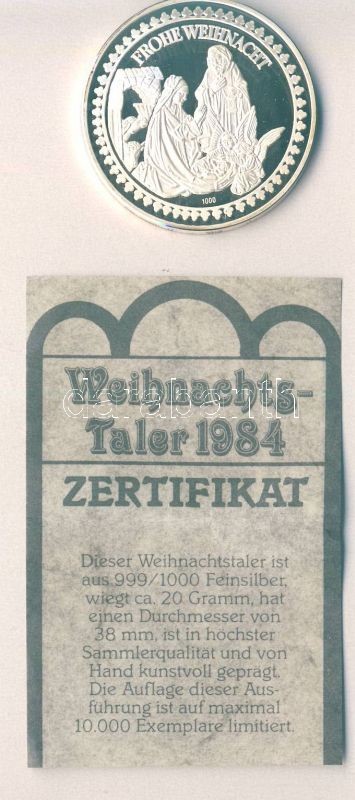 FROHE WEIHNACHT
1000
Weihnachts-
Taler 1984
ZERTIFIKAT
Dieser Weihnachtstaler ist
aus 999/1000 Feinsilber,
wiegt ca. 20 Gramm, hat
einen Durchmesser von
38 mm, ist in höchster
Sammlerqualität und von
Hand kunstvoll geprägt.
Die Auflage dieser Aus-
führung ist auf maximal
10.000 Exemplare limitiert.